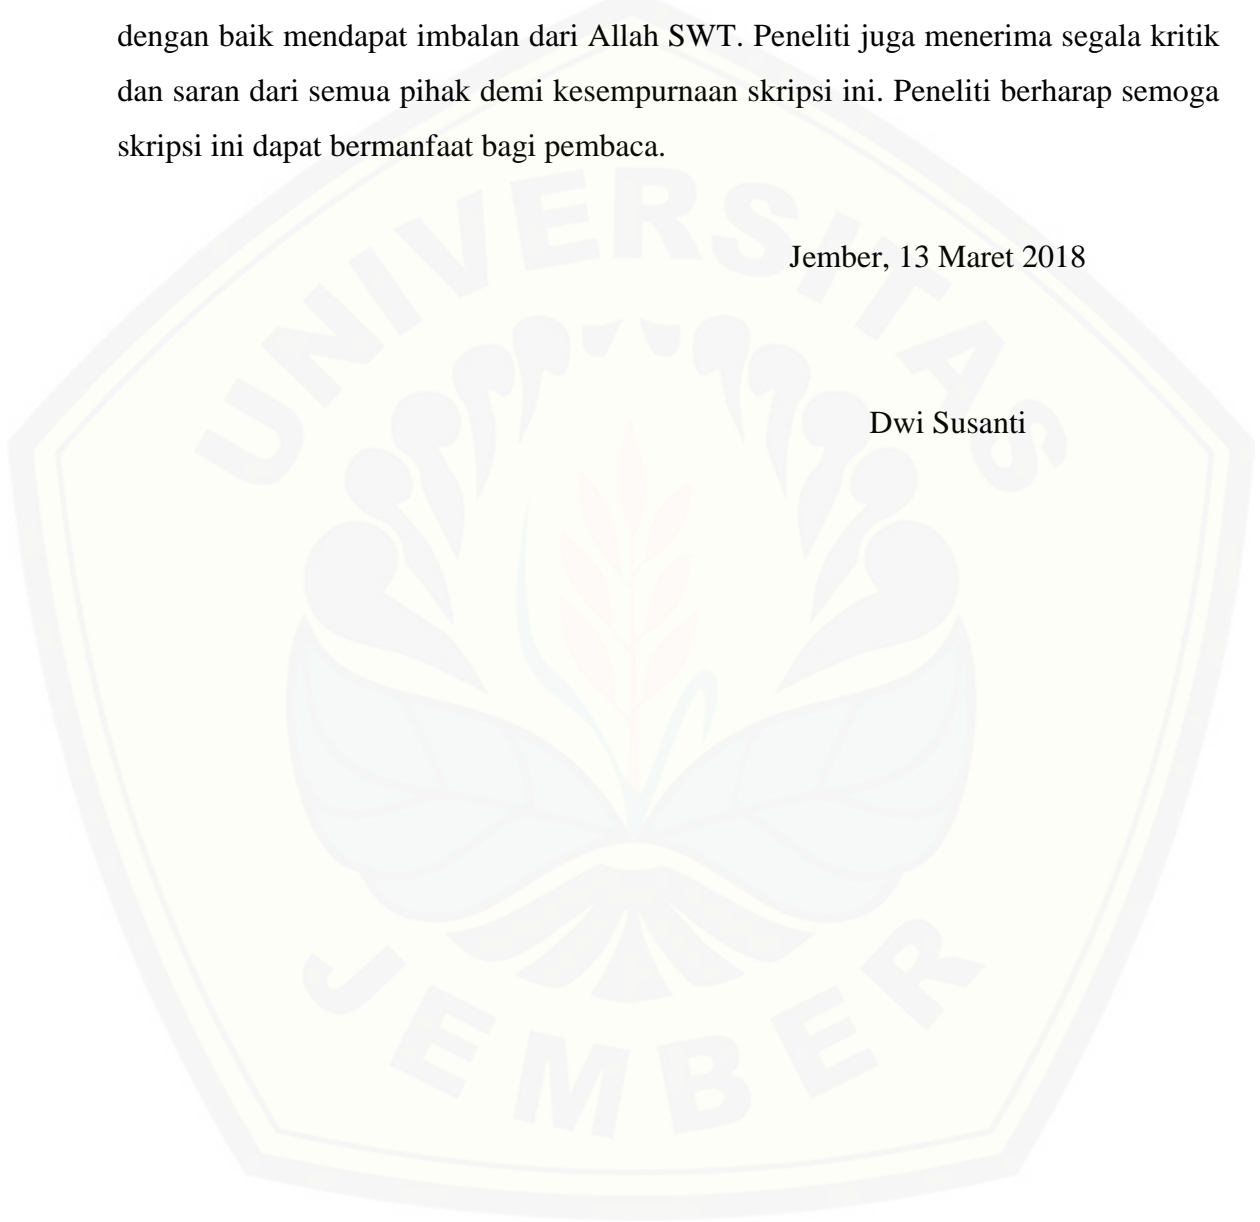 dengan baik mendapat imbalan dari Allah SWT. Peneliti juga menerima segala kritik
dan saran dari semua pihak demi kesempurnaan skripsi ini. Peneliti berharap semoga
skripsi ini dapat bermanfaat bagi pembaca.
Jember, 13 Maret 2018
Dwi Susanti
UNIVERSITAS
JEMBER